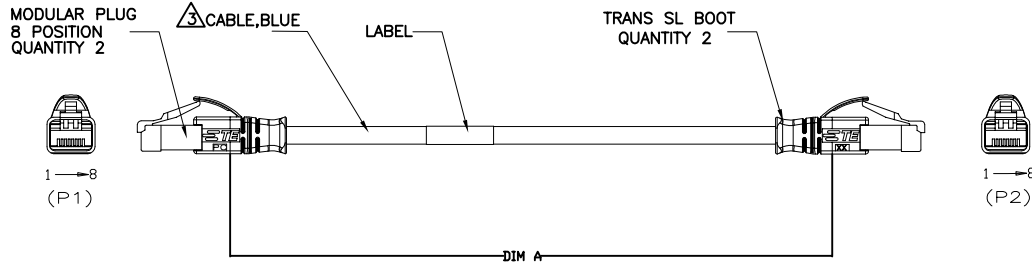 MODULAR PLUG
8 POSITION
QUANTITY 2
3 CABLE,BLUE
LABEL
TRANS SL BOOT
QUANTITY 2
TE
PC
TE
XX
1 8
(P1)
1 8
(P2)
DIM A